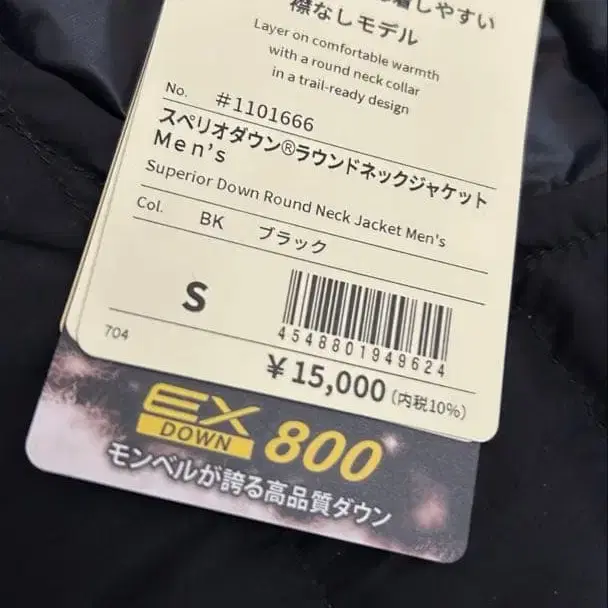 しやすい
襟なしモデル
Layer on comfortable warmth
with a round neck collar
in a trail-ready design
No. #1101666
スペリオダウン®ラウンドネックジャケット
Men's
Superior Down Round Neck Jacket Men's
Col. BK ブラック
S
4548801949624
704
¥15,000(内税10%)
EX
DOWN 800
モンベルが誇る高品質ダウン